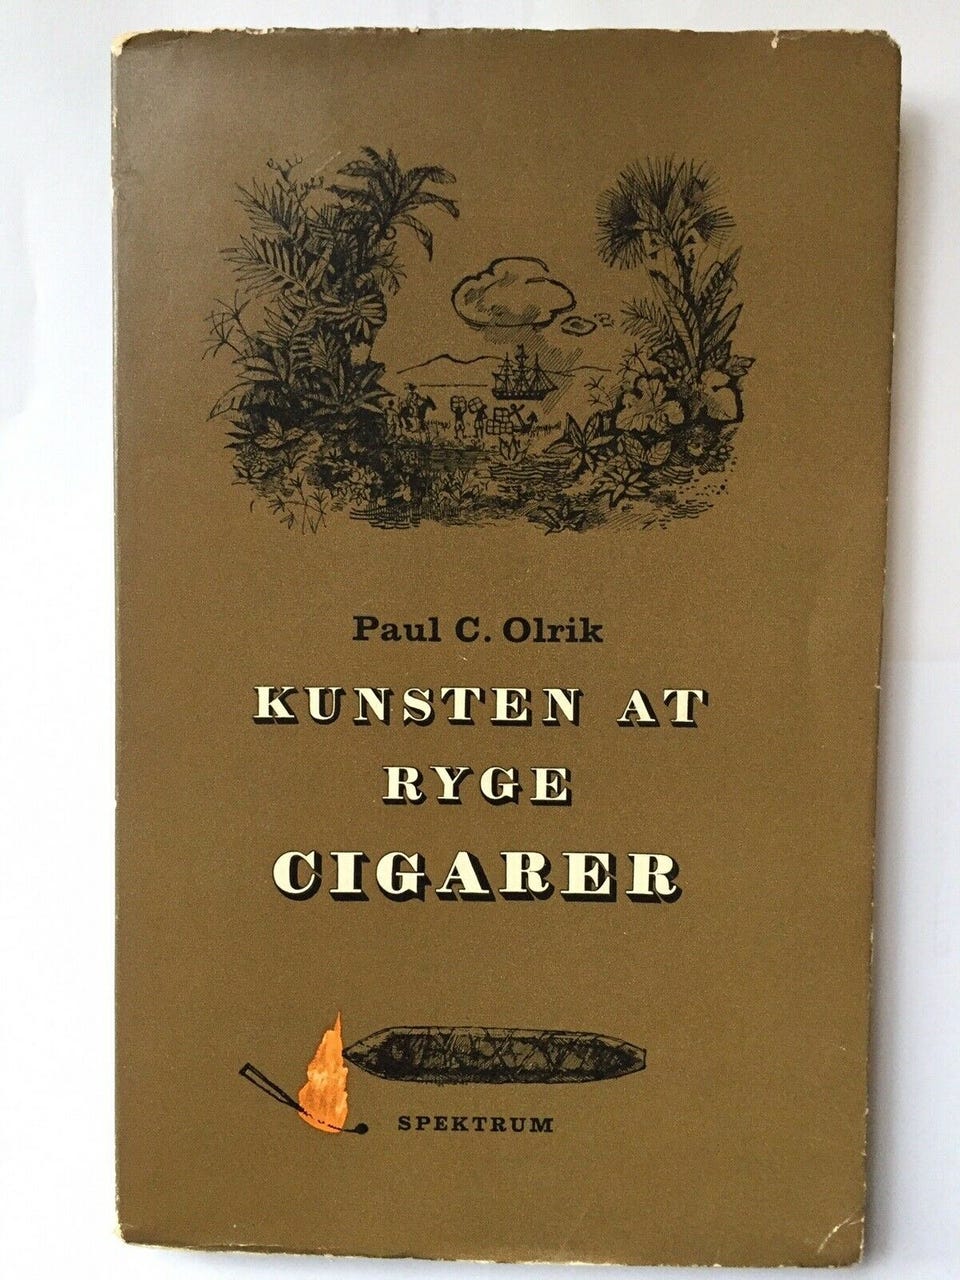 Paul C. Olrik
KUNSTEN AT
RYGE
CIGARER
SPEKTRUM